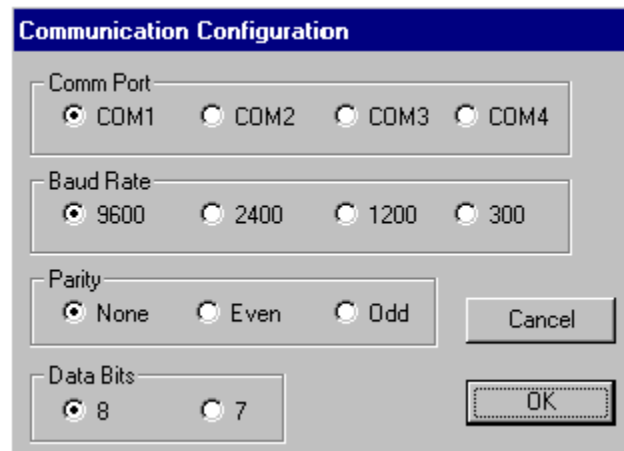 Communication Configuration
Comm Port
COM1 COM2 COM3 COM4
Baud Rate
9600 2400 1200 300
Parity
None Even Odd
Cancel
Data Bits
8 7
OK